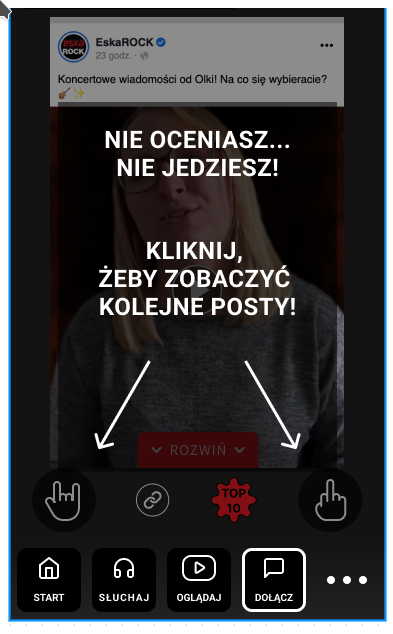 eska
ROCK
EskaROCK
23 godz. ·
Koncertowe wiadomości od Olki! Na co się wybieracie?
NIE OCENIASZ...
NIE JEDZIESZ!
KLIKNIJ,
ŻEBY ZOBACZYĆ
KOLEJNE POSTY!
ROZWIŃ
TOP
10
START
SŁUCHAJ
OGLĄDAJ
DOŁĄCZ